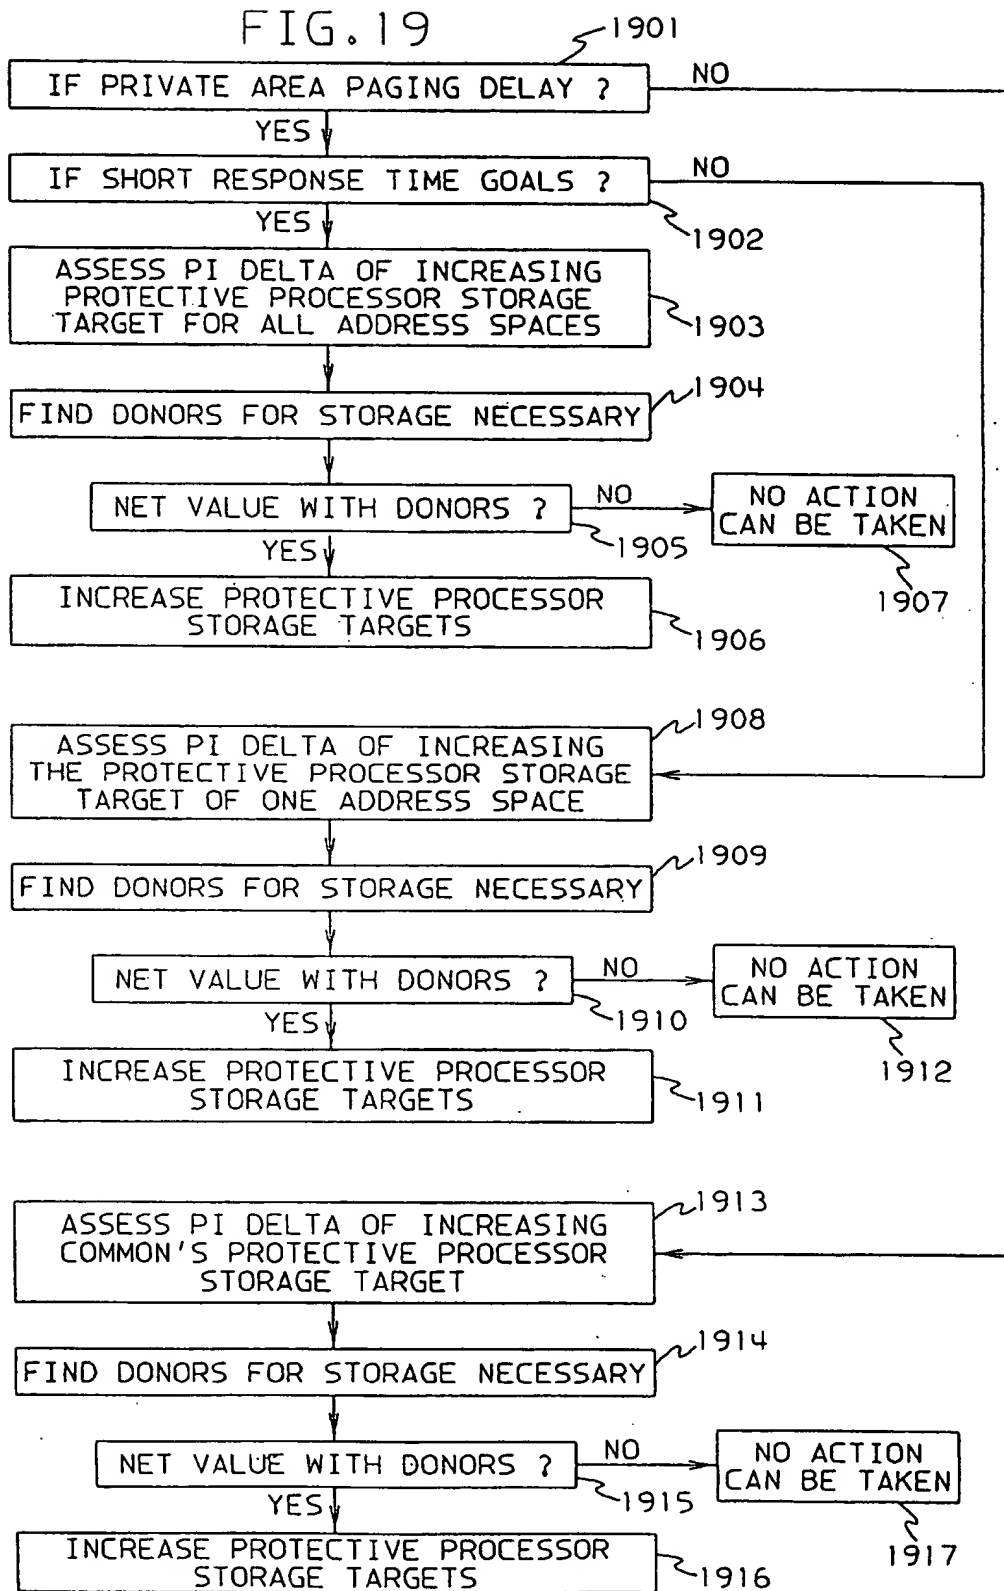 FIG.19
1901
IF PRIVATE AREA PAGING DELAY ?
NO
YES
IF SHORT RESPONSE TIME GOALS ?
NO
YES
1902
ASSESS PI DELTA OF INCREASING
PROTECTIVE PROCESSOR STORAGE
TARGET FOR ALL ADDRESS SPACES
1903
1904
FIND DONORS FOR STORAGE NECESSARY
NET VALUE WITH DONORS ?
NO
NO ACTION
CAN BE TAKEN
YES
1905
1907
INCREASE PROTECTIVE PROCESSOR
STORAGE TARGETS
1906
1908
ASSESS PI DELTA OF INCREASING
THE PROTECTIVE PROCESSOR STORAGE
TARGET OF ONE ADDRESS SPACE
1909
FIND DONORS FOR STORAGE NECESSARY
NET VALUE WITH DONORS ?
NO
NO ACTION
CAN BE TAKEN
YES
1910
1912
INCREASE PROTECTIVE PROCESSOR
STORAGE TARGETS
1911
1913
ASSESS PI DELTA OF INCREASING
COMMON'S PROTECTIVE PROCESSOR
STORAGE TARGET
1914
FIND DONORS FOR STORAGE NECESSARY
NET VALUE WITH DONORS ?
NO
NO ACTION
CAN BE TAKEN
YES
1915
1917
INCREASE PROTECTIVE PROCESSOR
STORAGE TARGETS
1916